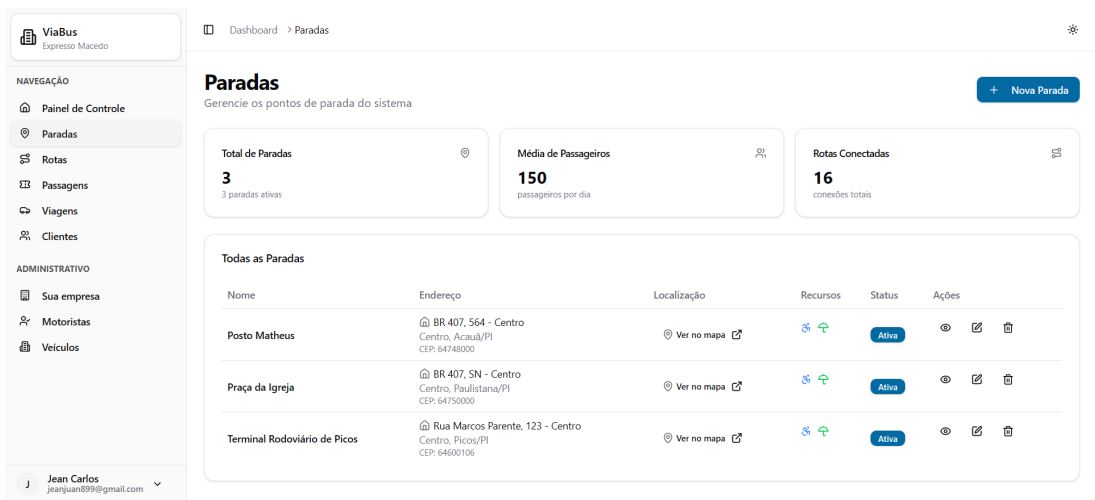 ViaBus
Expresso Macedo
NAVEGAÇÃO
Painel de Controle
Paradas
Rotas
Passagens
Viagens
Clientes
ADMINISTRATIVO
Sua empresa
Motoristas
Veículos
J
Jean Carlos
jeanjuan899@gmail.com
Dashboard > Paradas
Paradas
Gerencie os pontos de parada do sistema
+ Nova Parada
Total de Paradas
3
3 paradas ativas
Média de Passageiros
150
passageiros por dia
Rotas Conectadas
16
conexões totais
Todas as Paradas
Nome Endereço Localização Recursos Status Ações
Posto Matheus
BR 407, 564 - Centro
Centro, Acauã/PI
CEP: 64748000
Ver no mapa
Ativa
Praça da Igreja
BR 407, SN - Centro
Centro, Paulistana/PI
CEP: 64750000
Ver no mapa
Ativa
Terminal Rodoviário de Picos
Rua Marcos Parente, 123 - Centro
Centro, Picos/PI
CEP: 64600106
Ver no mapa
Ativa